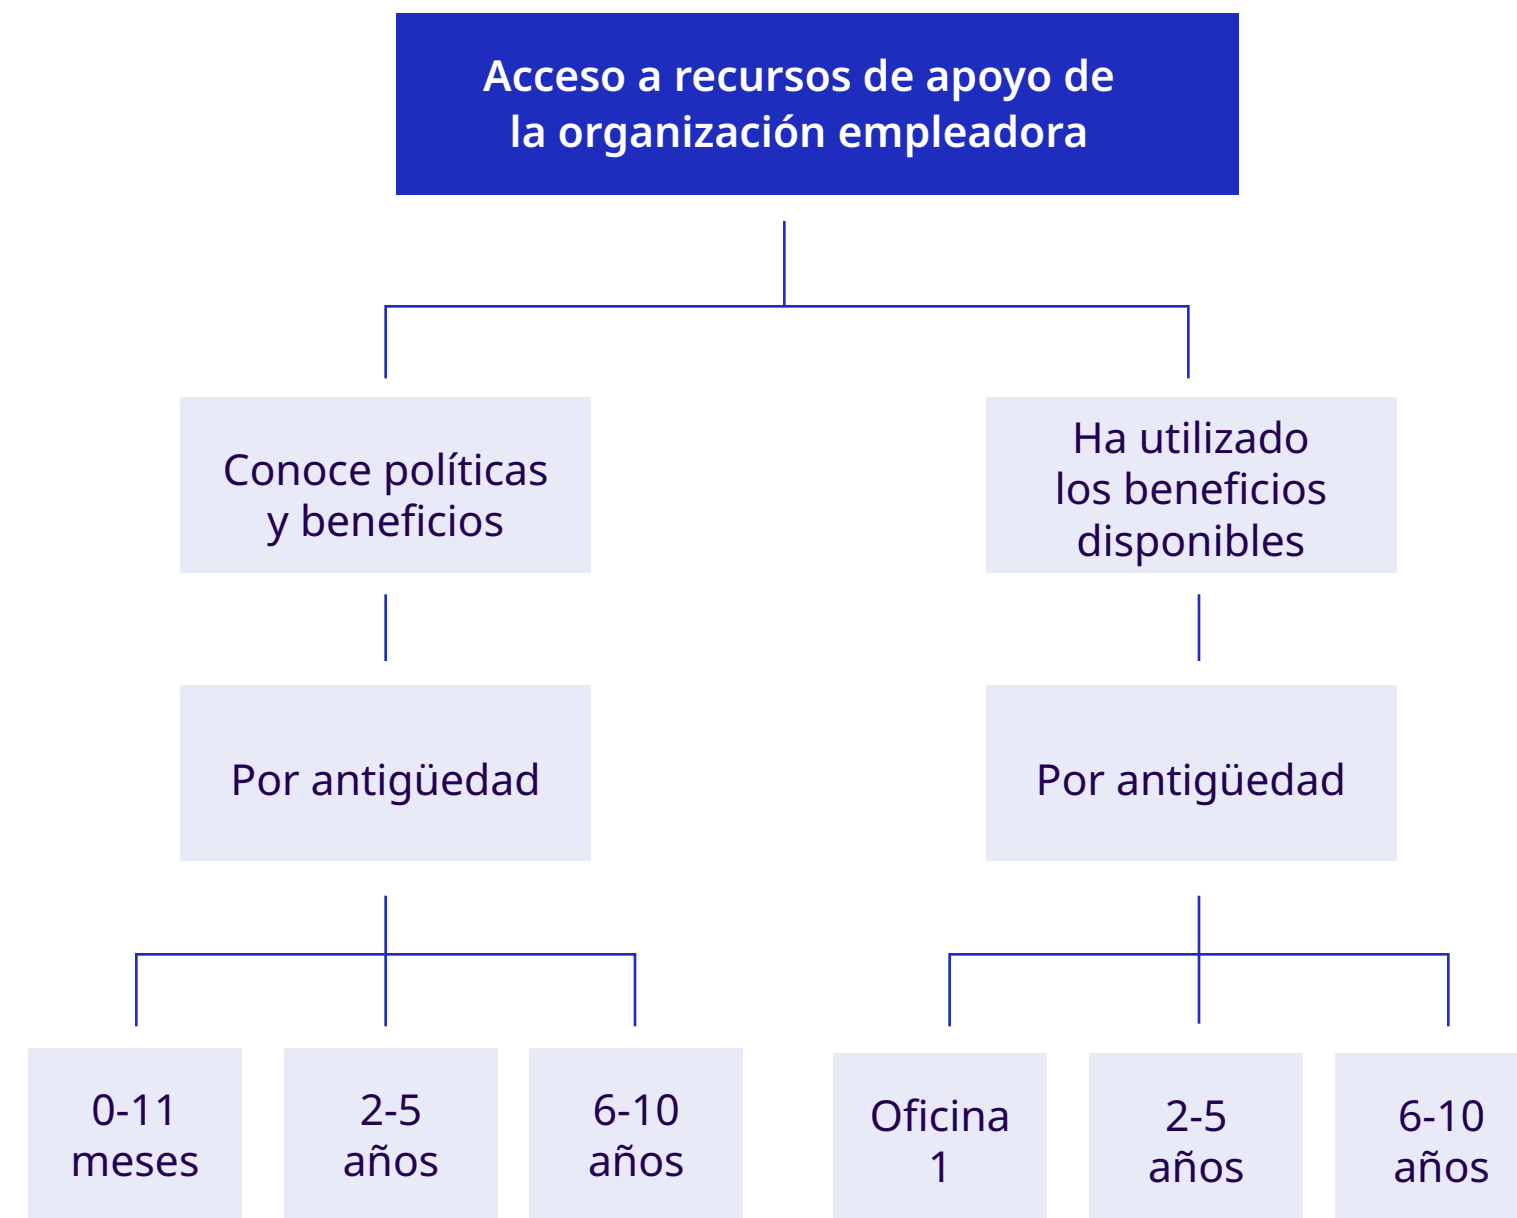 Acceso a recursos de apoyo de
la organización empleadora
Conoce políticas
y beneficios
Ha utilizado
los beneficios
disponibles
Por antigüedad
Por antigüedad
0-11
meses
2-5
años
6-10
años
Oficina
1
2-5
años
6-10
años